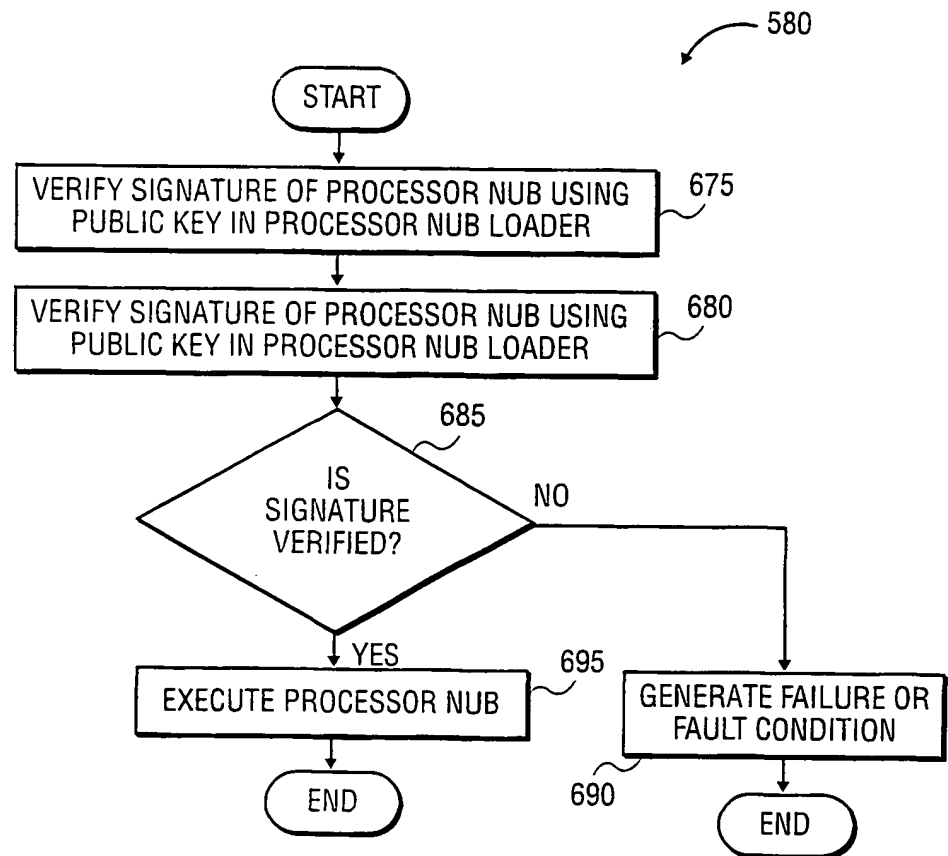 580
START
VERIFY SIGNATURE OF PROCESSOR NUB USING
PUBLIC KEY IN PROCESSOR NUB LOADER
675
VERIFY SIGNATURE OF PROCESSOR NUB USING
PUBLIC KEY IN PROCESSOR NUB LOADER
680
685
IS
SIGNATURE
VERIFIED?
NO
YES
EXECUTE PROCESSOR NUB
695
GENERATE FAILURE OR
FAULT CONDITION
690
END
END